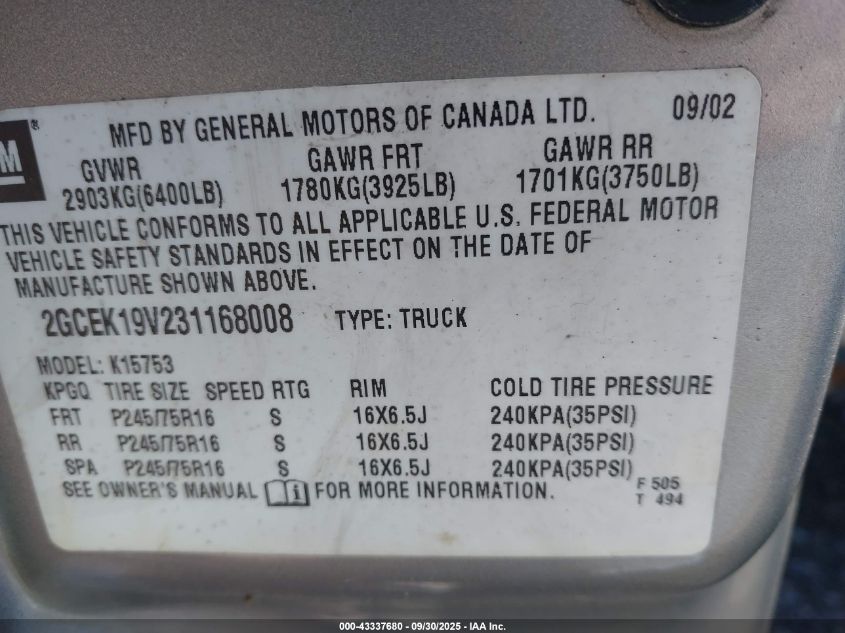 GM®
MFD BY GENERAL MOTORS OF CANADA LTD. 09/02
GVWR GAWR FRT GAWR RR
2903KG(6400LB) 1780KG(3925LB) 1701KG(3750LB)
THIS VEHICLE CONFORMS TO ALL APPLICABLE U.S. FEDERAL MOTOR
VEHICLE SAFETY STANDARDS IN EFFECT ON THE DATE OF
MANUFACTURE SHOWN ABOVE.
2GCEK19V231168008 TYPE: TRUCK
MODEL: K15753
KPGQ TIRE SIZE SPEED RTG RIM COLD TIRE PRESSURE
FRT P245/75R16 S 16X6.5J 240KPA(35PSI)
RR P245/75R16 S 16X6.5J 240KPA(35PSI)
SPA P245/75R16 S 16X6.5J 240KPA(35PSI)
SEE OWNER'S MANUAL i FOR MORE INFORMATION. F 505
T 494
000-43337680 - 09/30/2025 - IAA Inc.